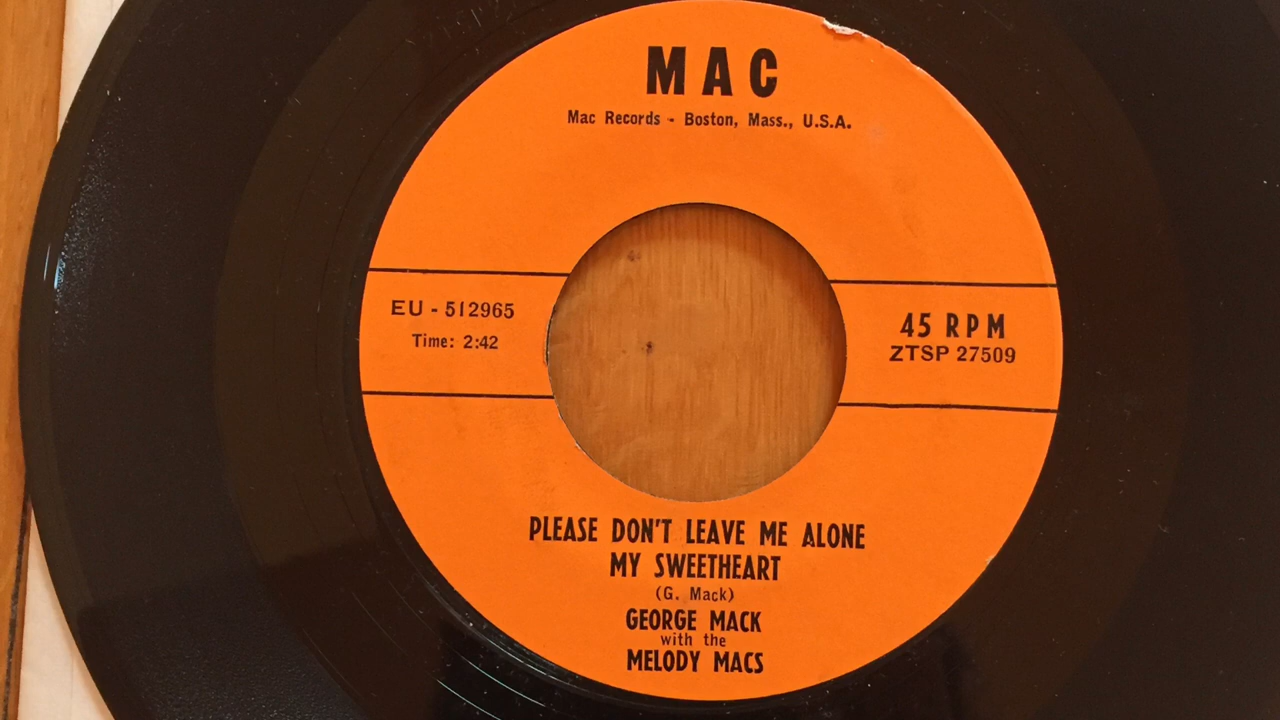 MAC
Mac Records - Boston, Mass., U.S.A.
EU - 512965
Time: 2:42
45 RPM
ZTSP 27509
PLEASE DON'T LEAVE ME ALONE
MY SWEETHEART
(G. Mack)
GEORGE MACK
with the
MELODY MACS